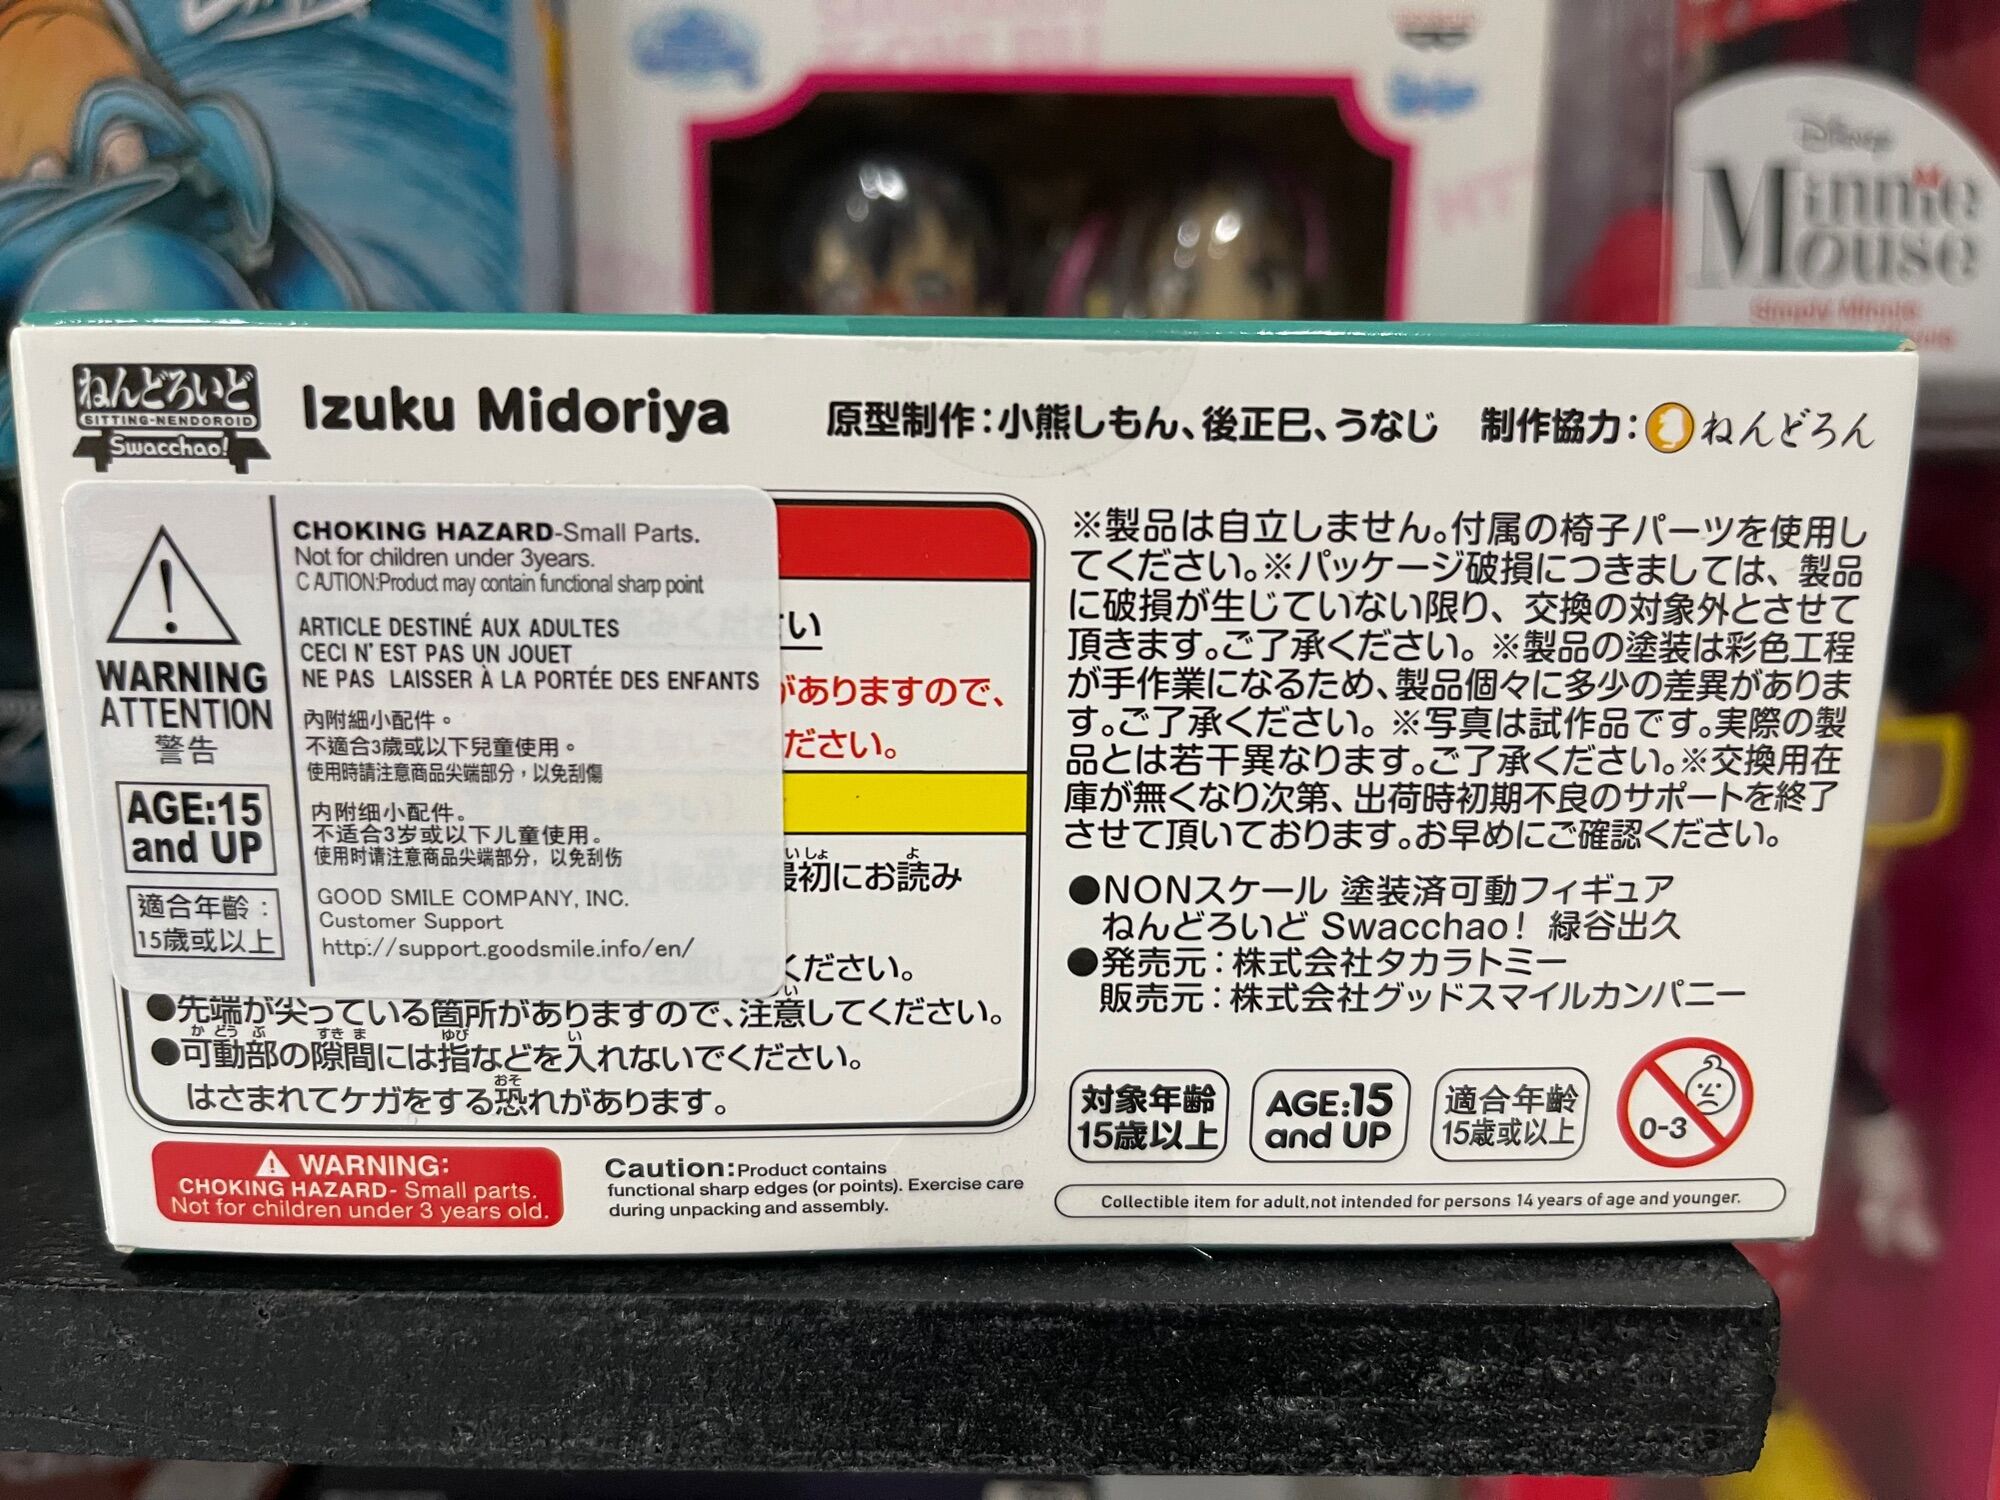 Disney
Minnie
Mouse
Simply Minnie
ねんどろいど
SITTING-NENDOROID
Swacchao!
Izuku Midoriya
原型制作：小熊しもん、後正巳、うなじ
制作協力：ねんどろん
WARNING
ATTENTION
警告
AGE:15
and UP
適合年齡：
15歲或以上
CHOKING HAZARD-Small Parts.
Not for children under 3years.
C AUTION:Product may contain functional sharp point
ARTICLE DESTINÉ AUX ADULTES
CECI N' EST PAS UN JOUET
NE PAS LAISSER À LA PORTÉE DES ENFANTS
內附細小配件。
不適合3歲或以下兒童使用。
使用時請注意商品尖端部分，以免刮傷
内附细小配件。
不适合3岁或以下儿童使用。
使用时请注意商品尖端部分，以免刮伤
GOOD SMILE COMPANY, INC.
Customer Support
http://support.goodsmile.info/en/
い
がありますので、
ださい。
最初にお読み
ください。
●先端が尖っている箇所がありますので、注意してください。
●可動部の隙間には指などを入れないでください。
はさまれてケガをする恐れがあります。
WARNING:
CHOKING HAZARD- Small parts.
Not for children under 3 years old.
Caution:Product contains
functional sharp edges (or points). Exercise care
during unpacking and assembly.
※製品は自立しません。付属の椅子パーツを使用し
てください。※パッケージ破損につきましては、製品
に破損が生じていない限り、交換の対象外とさせて
頂きます。ご了承ください。※製品の塗装は彩色工程
が手作業になるため、製品個々に多少の差異がありま
す。ご了承ください。※写真は試作品です。実際の製
品とは若干異なります。ご了承ください。※交換用在
庫が無くなり次第、出荷時初期不良のサポートを終了
させて頂いております。お早めにご確認ください。
●NONスケール 塗装済可動フィギュア
ねんどろいど Swacchao！ 緑谷出久
●発売元：株式会社タカラトミー
販売元：株式会社グッドスマイルカンパニー
対象年齢
15歳以上
AGE:15
and UP
適合年齡
15歲或以上
0-3
Collectible item for adult,not intended for persons 14 years of age and younger.